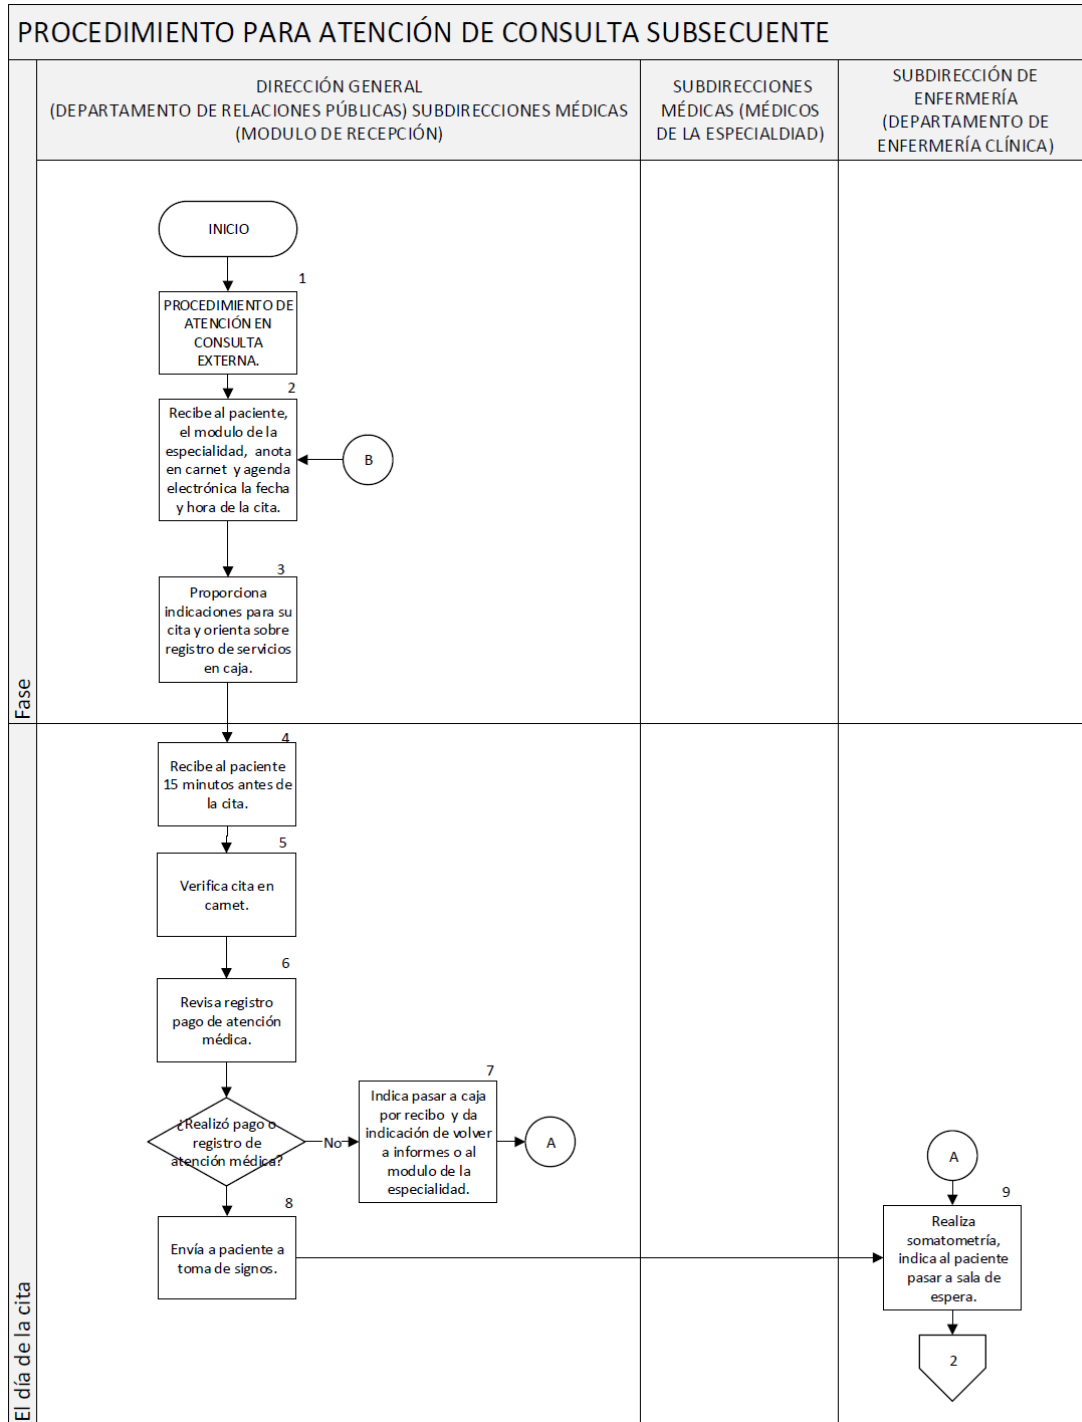 PROCEDIMIENTO PARA ATENCIÓN DE CONSULTA SUBSECUENTE
DIRECCIÓN GENERAL
(DEPARTAMENTO DE RELACIONES PÚBLICAS) SUBDIRECCIONES MÉDICAS
(MODULO DE RECEPCIÓN)
SUBDIRECCIONES
MÉDICAS (MÉDICOS
DE LA ESPECIALDIAD)
SUBDIRECCIÓN DE
ENFERMERÍA
(DEPARTAMENTO DE
ENFERMERÍA CLÍNICA)
Fase
INICIO
1
PROCEDIMIENTO DE
ATENCIÓN EN
CONSULTA
EXTERNA.
2
Recibe al paciente,
el modulo de la
especialidad, anota
en carnet y agenda
electrónica la fecha
y hora de la cita.
B
3
Proporciona
indicaciones para su
cita y orienta sobre
registro de servicios
en caja.
El día de la cita
4
Recibe al paciente
15 minutos antes de
la cita.
5
Verifica cita en
carnet.
6
Revisa registro
pago de atención
médica.
¿Realizó pago o
registro de
atención médica?
No
7
Indica pasar a caja
por recibo y da
indicación de volver
a informes o al
modulo de la
especialidad.
A
8
Envía a paciente a
toma de signos.
A
9
Realiza
somatometría,
indica al paciente
pasar a sala de
espera.
2